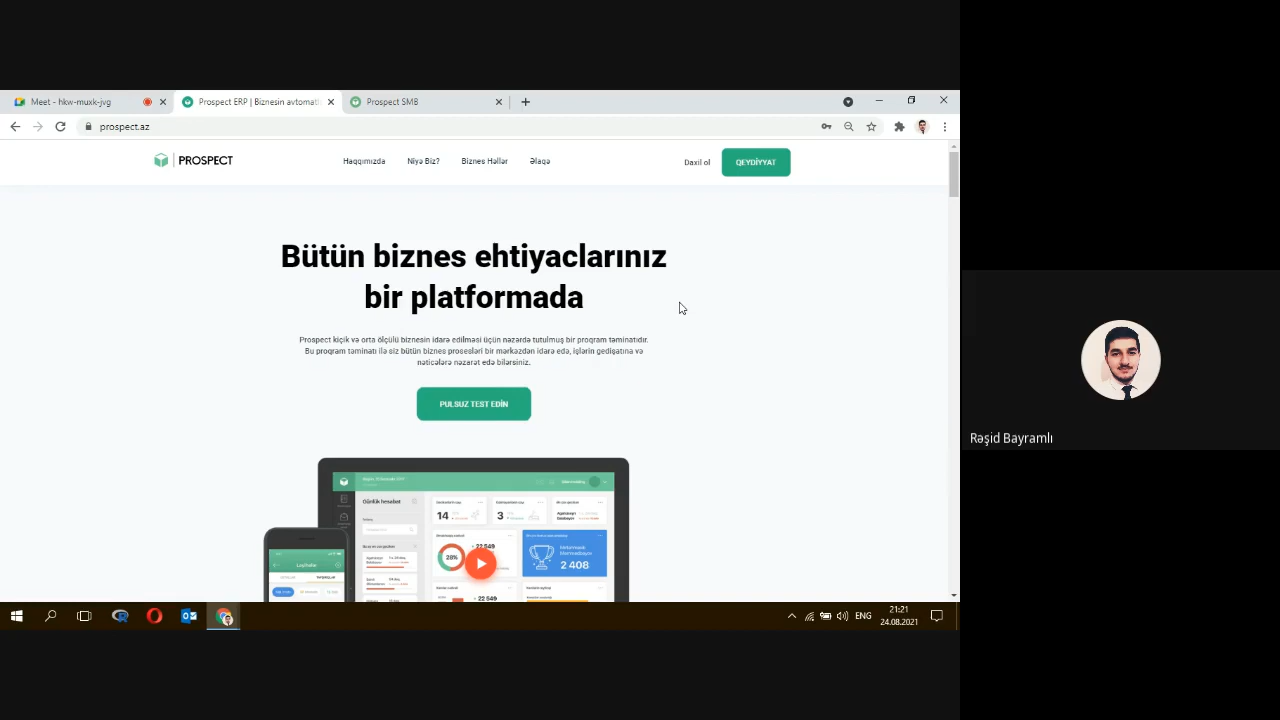 Meet - hkw-muxk-jvg
Prospect ERP | Biznesin avtomati
Prospect SMB
prospect.az
PROSPECT
Haqqımızda
Niyə Biz?
Biznes Həllər
Əlaqə
Daxil ol
QEYDİYYAT
Bütün biznes ehtiyaclarınız
bir platformada
Prospect kiçik və orta ölçülü biznesin idarə edilməsi üçün nəzərdə tutulmuş bir proqram təminatıdır.
Bu proqram təminatı ilə siz bütün biznes prosesləri bir mərkəzdən idarə edə, işlərin gedişatına və
nəticələrə nəzarət edə bilərsiniz.
PULSUZ TEST EDİN
Günlük hesabat
14
3
28%
22 549
2 408
22 549
Rəşid Bayramlı
ENG
21:21
24.08.2021